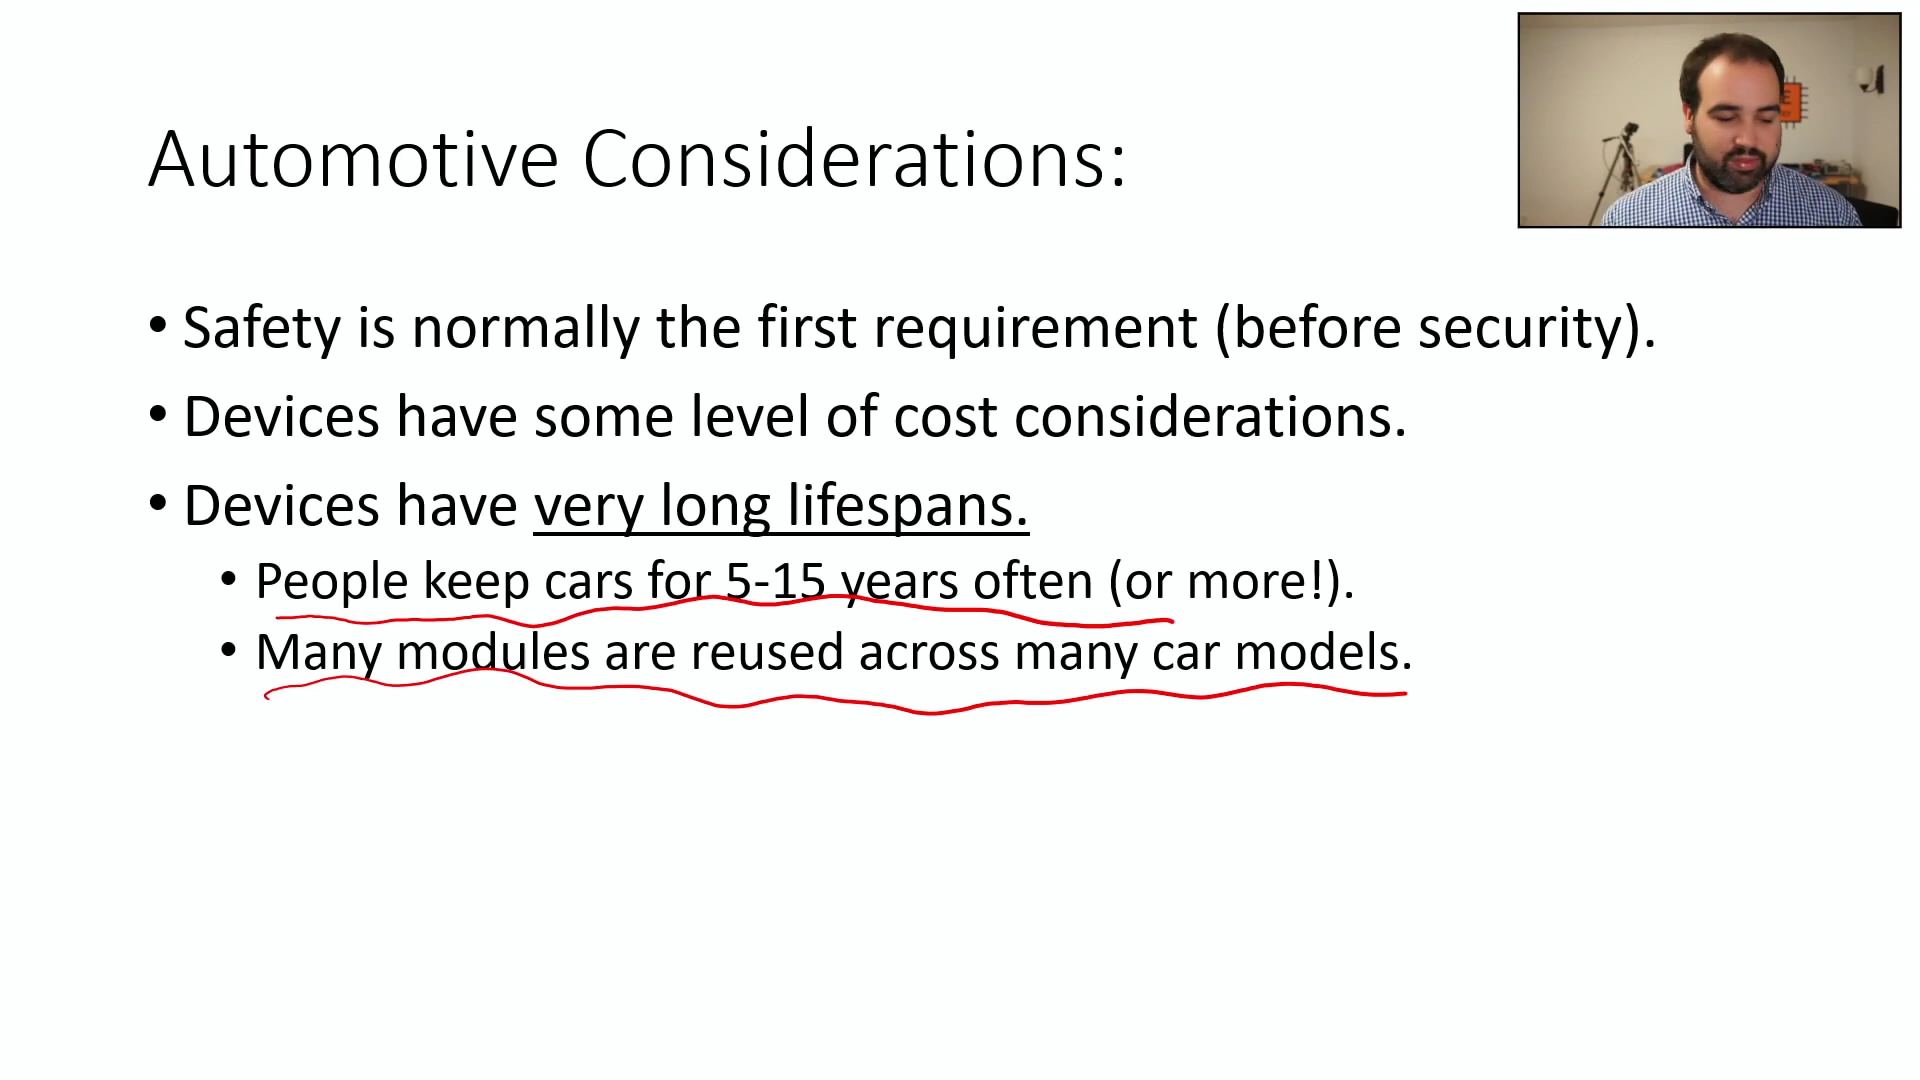 Automotive Considerations:
• Safety is normally the first requirement (before security).
• Devices have some level of cost considerations.
• Devices have very long lifespans.
• People keep cars for 5-15 years often (or more!).
• Many modules are reused across many car models.